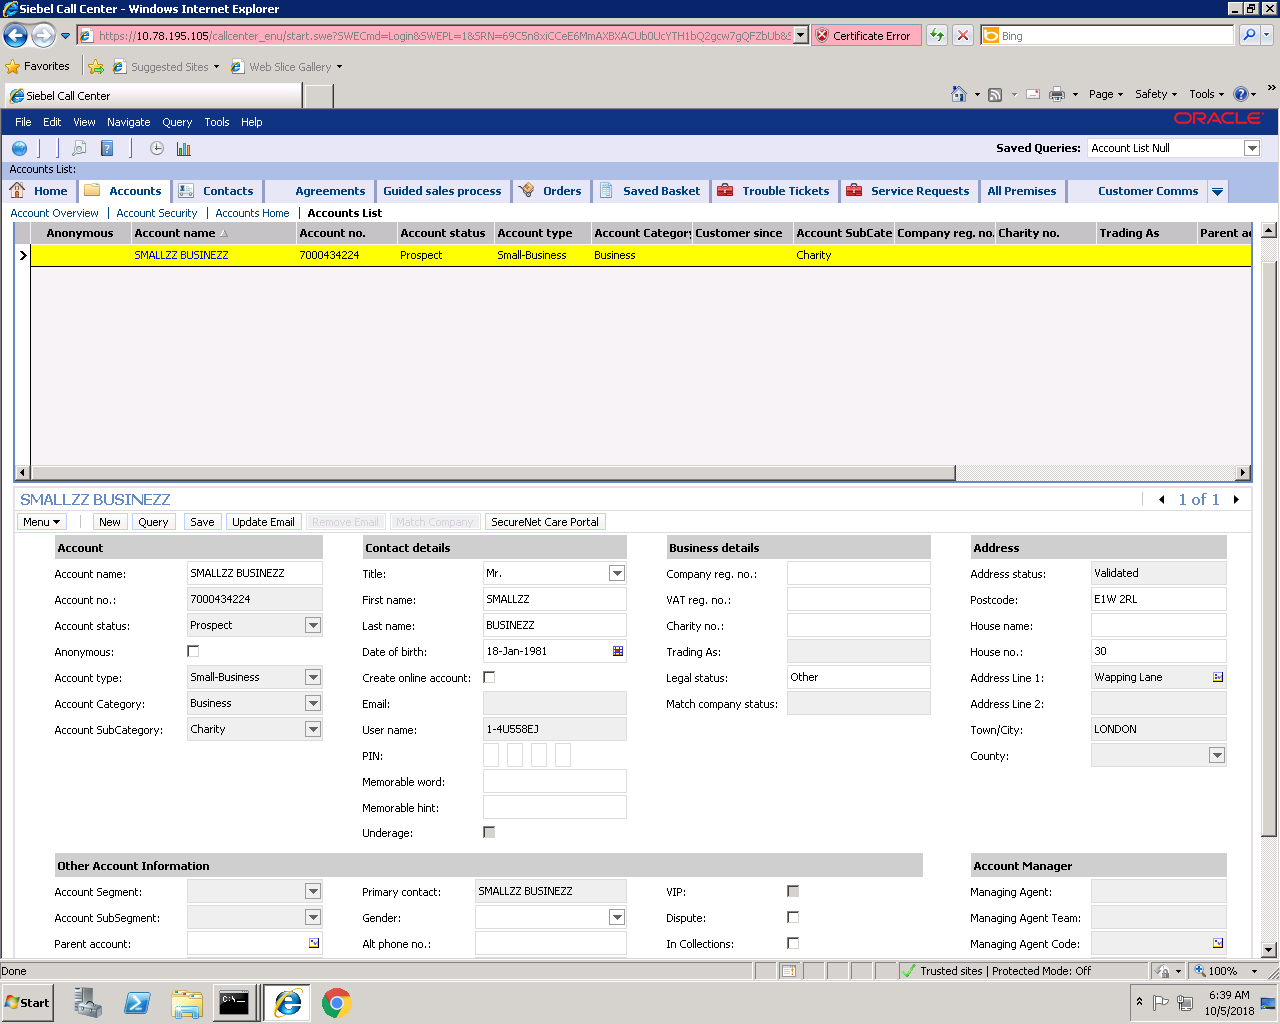 Siebel Call Center - Windows Internet Explorer
https://10.78.195.105/callcenter_enu/start.swe?SWECmd=Login&SWEPL=1&SRN=
Certificate Error
Bing
Favorites
Suggested Sites
Web Slice Gallery
Siebel Call Center
Page Safety Tools
File Edit View Navigate Query Tools Help
ORACLE
Saved Queries: Account List Null
Accounts List:
Home Accounts Contacts Agreements Guided sales process Orders Saved Basket Trouble Tickets Service Requests All Premises Customer Comms
Account Overview | Account Security | Accounts Home | Accounts List
Anonymous Account name Account no. Account status Account type Account Category Customer since Account SubCate Company reg. no. Charity no. Trading As Parent ac
SMALLZZ BUSINEZZ 7000434224 Prospect Small-Business Business Charity
SMALLZZ BUSINEZZ
1 of 1
Menu New Query Save Update Email Remove Email Match Company SecureNet Care Portal
Account Contact details Business details Address
Account name: SMALLZZ BUSINEZZ Title: Mr. Company reg. no.: Address status: Validated
Account no.: 7000434224 First name: SMALLZZ VAT reg. no.: Postcode: E1W 2RL
Account status: Prospect Last name: BUSINEZZ Charity no.: House name:
Anonymous: Date of birth: 18-Jan-1981 Trading As: House no.: 30
Account type: Small-Business Create online account: Legal status: Other Address Line 1: Wapping Lane
Account Category: Business Email: Match company status: Address Line 2:
Account SubCategory: Charity User name: 1-4U558EJ Town/City: LONDON
PIN: County:
Memorable word:
Memorable hint:
Underage:
Other Account Information Account Manager
Account Segment: Primary contact: SMALLZZ BUSINEZZ VIP: Managing Agent:
Account SubSegment: Gender: Dispute: Managing Agent Team:
Parent account: Alt phone no.: In Collections: Managing Agent Code:
Done
Trusted sites | Protected Mode: Off
100%
Start
6:39 AM
10/5/2018